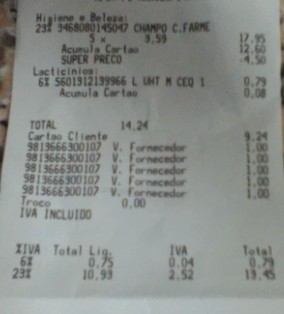 Higiene e Beleza:
23% 3468080145047 CHAMPO C.FARME
5 x 3,59 17,95
Acumula Cartao 12,60
SUPER PRECO -4,50
Lacticinios:
6% 5601312139966 L UHT M CEQ 1 0,79
Acumula Cartao 0,08
TOTAL 14,24
Cartao Cliente 9,24
9813666300107 V. Fornecedor 1,00
9813666300107 V. Fornecedor 1,00
9813666300107 V. Fornecedor 1,00
9813666300107 V. Fornecedor 1,00
9813666300107 V. Fornecedor 1,00
Troco 0,00
IVA INCLUIDO
%IVA Total Liq. IVA Total
6% 0,75 0,04 0,79
23% 10,93 2,52 13,45